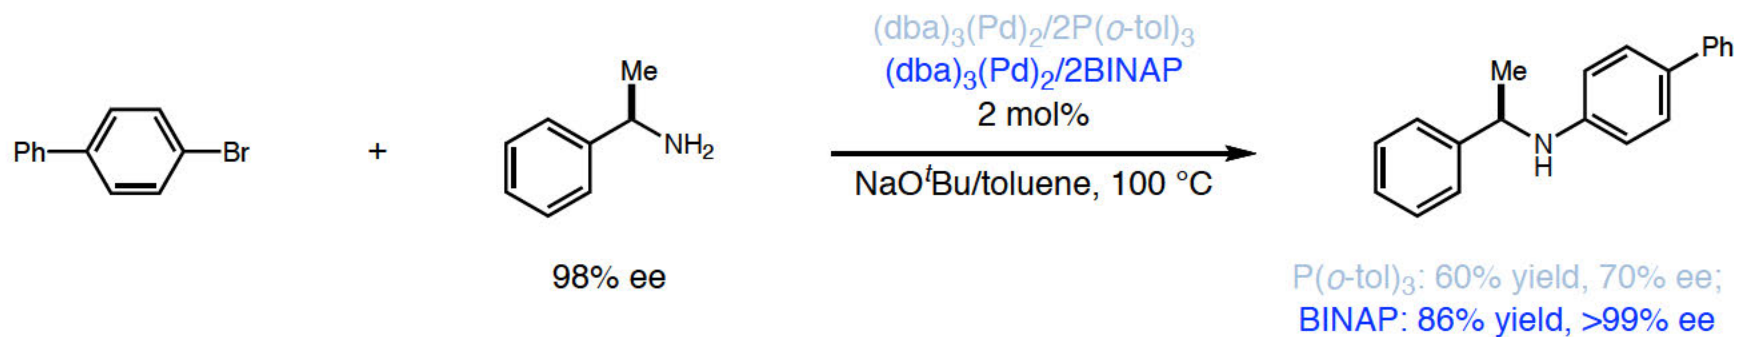 (dba)₃(Pd)₂/2P(o-tol)₃
(dba)₃(Pd)₂/2BINAP
2 mol%
NaOᵗBu/toluene, 100 °C
Ph
Br
+
Me
NH₂
98% ee
Me
N
H
Ph
P(o-tol)₃: 60% yield, 70% ee;
BINAP: 86% yield, >99% ee